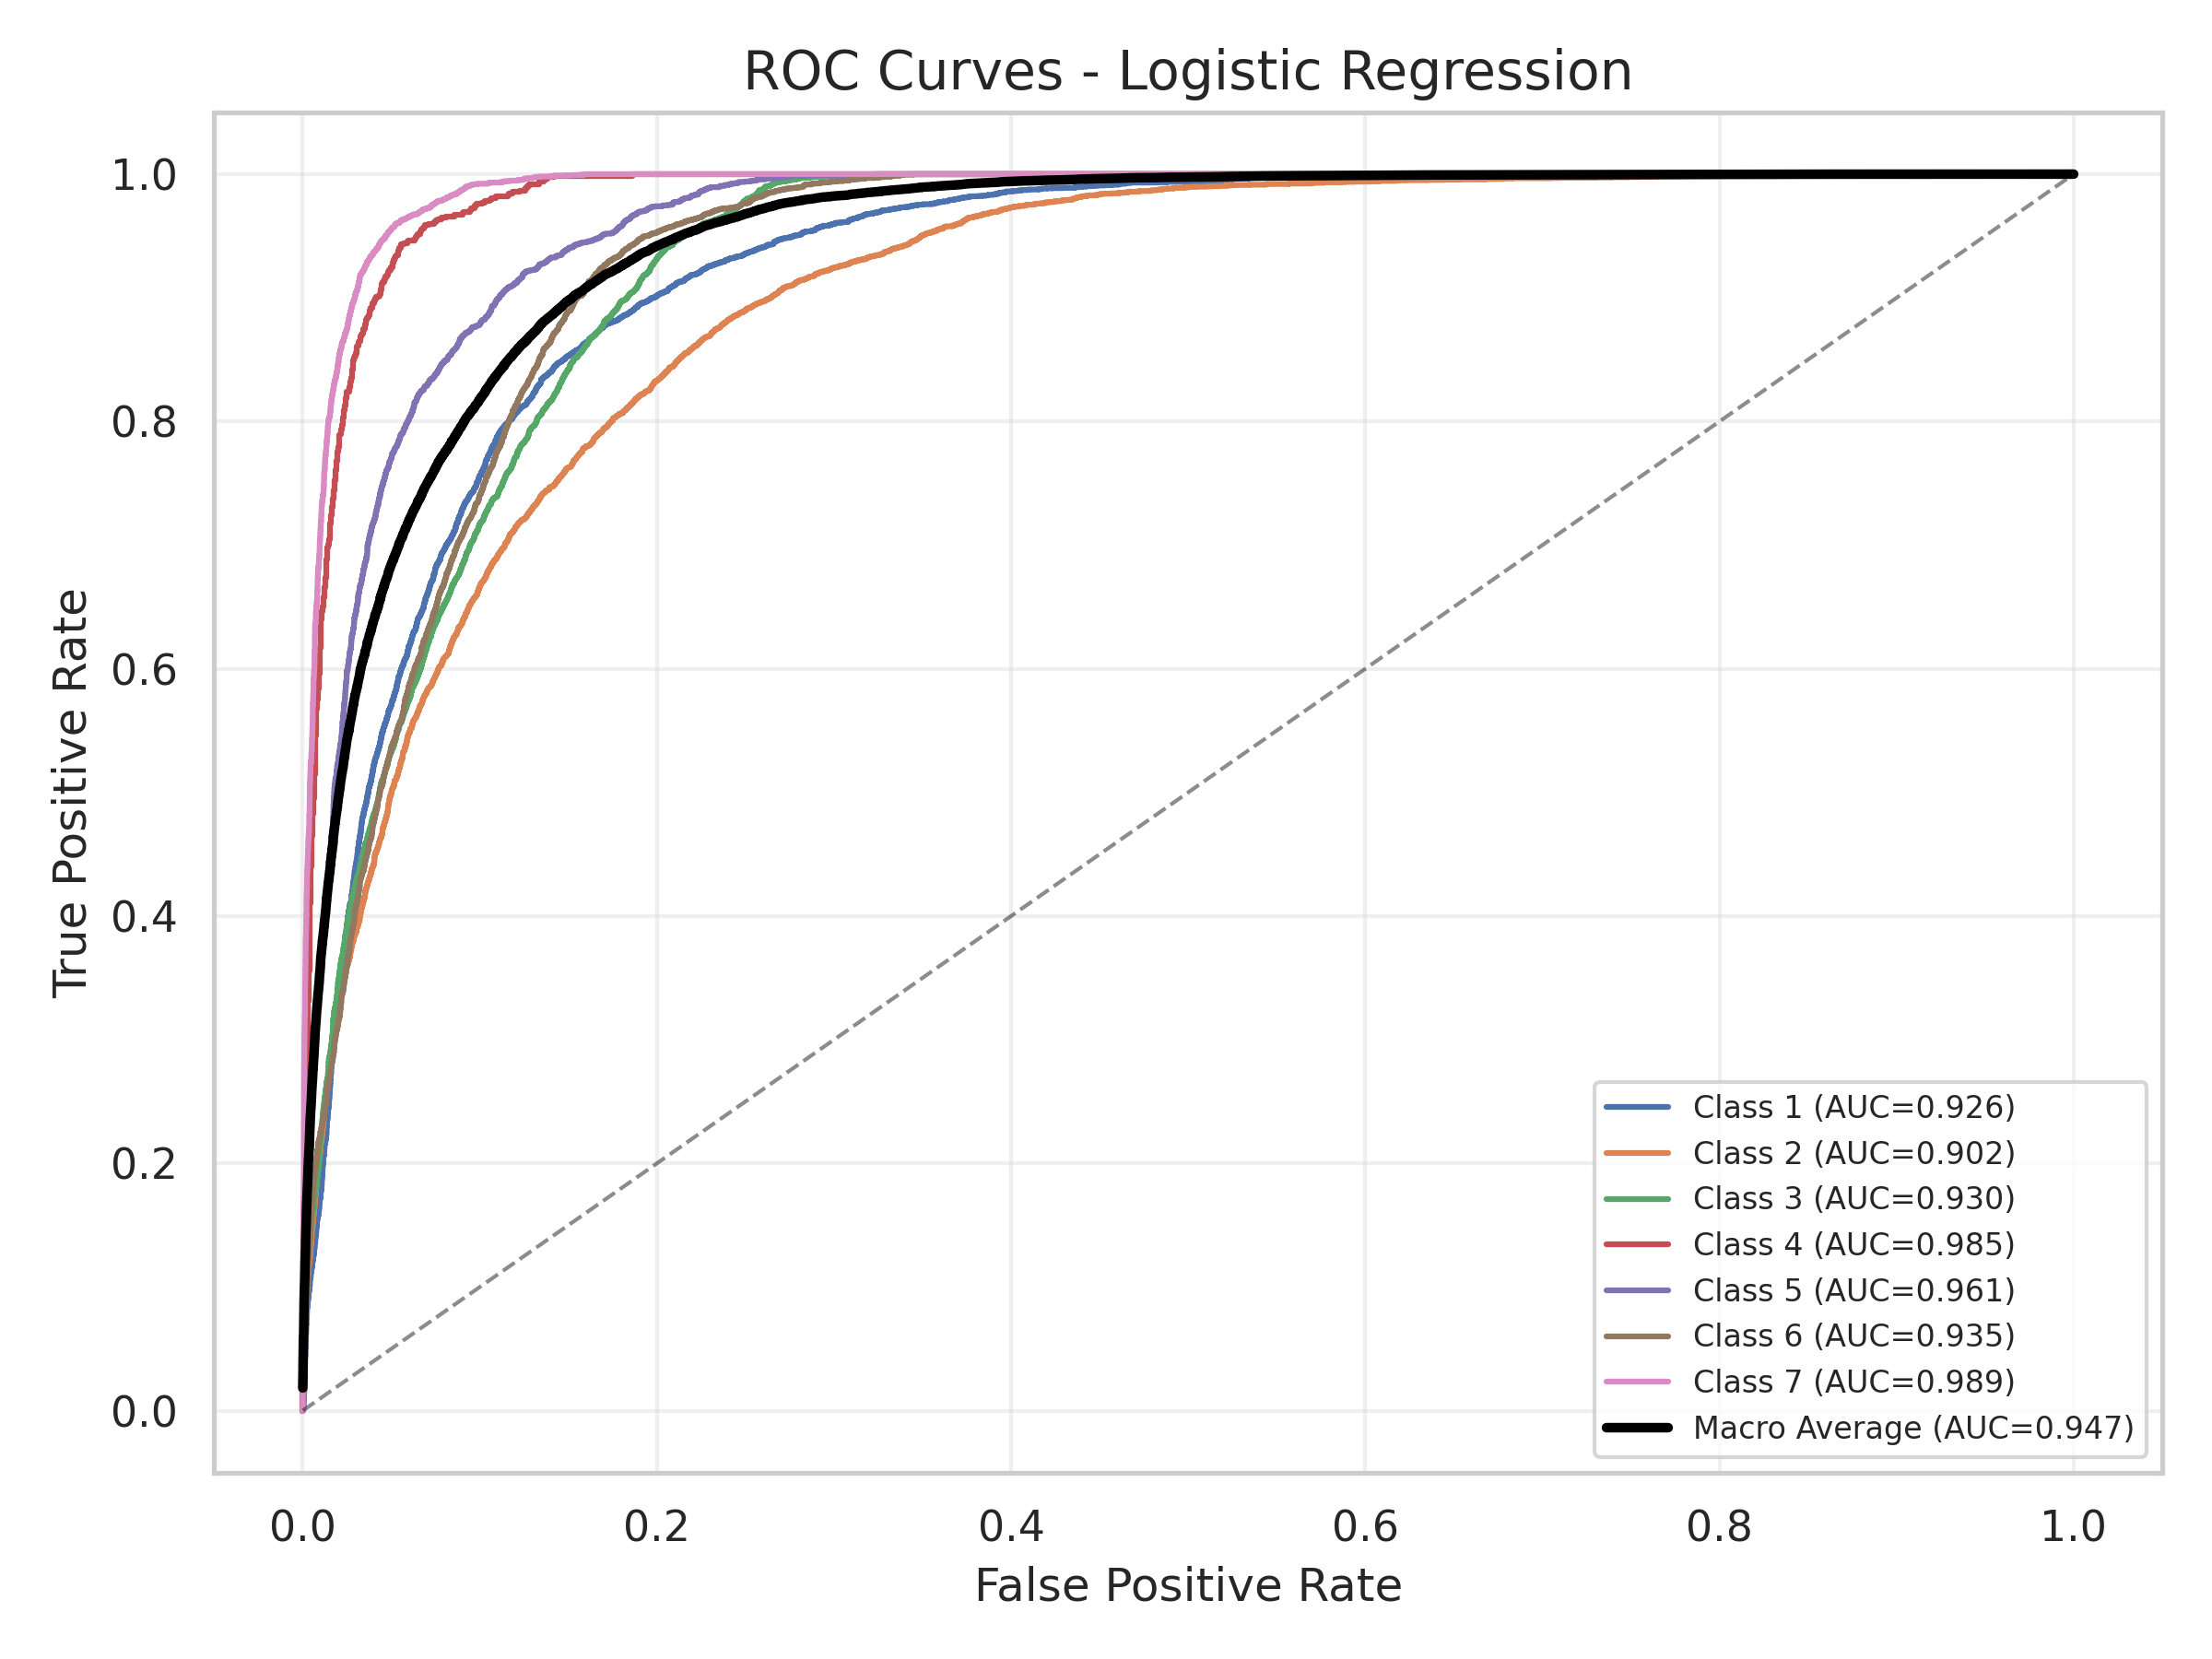 ROC Curves - Logistic Regression
True Positive Rate
1.0
0.8
0.6
0.4
0.2
0.0
0.0 0.2 0.4 0.6 0.8 1.0
False Positive Rate
Class 1 (AUC=0.926)
Class 2 (AUC=0.902)
Class 3 (AUC=0.930)
Class 4 (AUC=0.985)
Class 5 (AUC=0.961)
Class 6 (AUC=0.935)
Class 7 (AUC=0.989)
Macro Average (AUC=0.947)